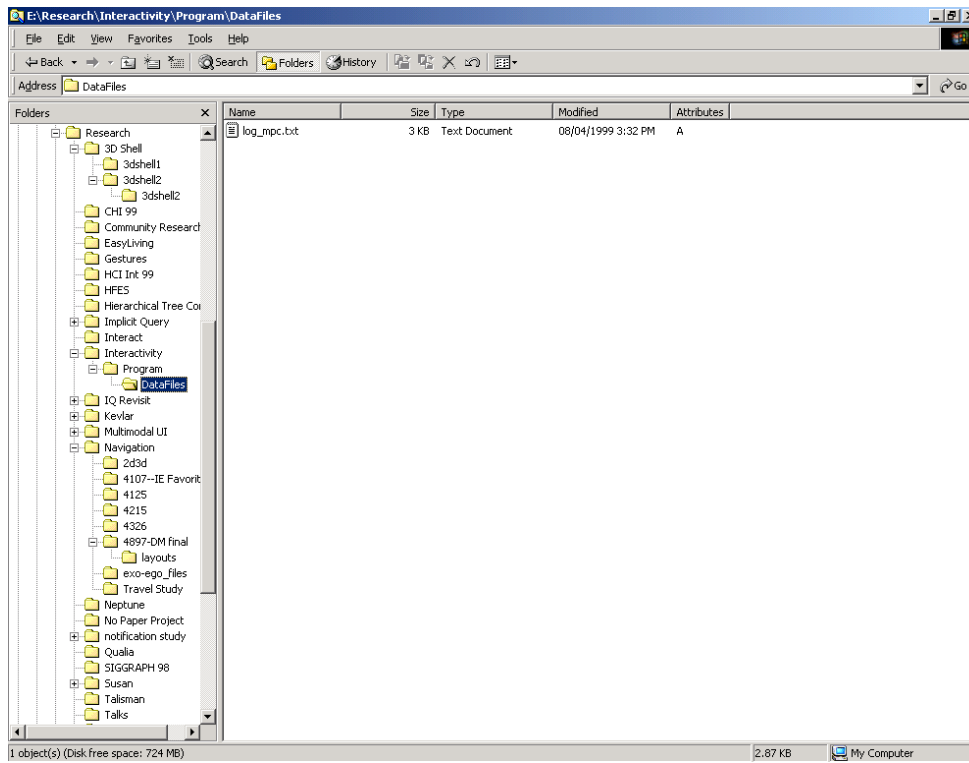 E:\Research\Interactivity\Program\DataFiles
File Edit View Favorites Tools Help
Back Search Folders History
Address DataFiles Go
Folders
Name Size Type Modified Attributes
log_mpc.txt 3 KB Text Document 08/04/1999 3:32 PM A
Research
3D Shell
3dshell1
3dshell2
3dshell2
CHI 99
Community Research
EasyLiving
Gestures
HCI Int 99
HFES
Hierarchical Tree Cor
Implicit Query
Interact
Interactivity
Program
DataFiles
IQ Revisit
Kevlar
Multimodal UI
Navigation
2d3d
4107--IE Favorit
4125
4215
4326
4897-DM final
layouts
exo-ego_files
Travel Study
Neptune
No Paper Project
notification study
Qualia
SIGGRAPH 98
Susan
Talisman
Talks
1 object(s) (Disk free space: 724 MB) 2.87 KB My Computer